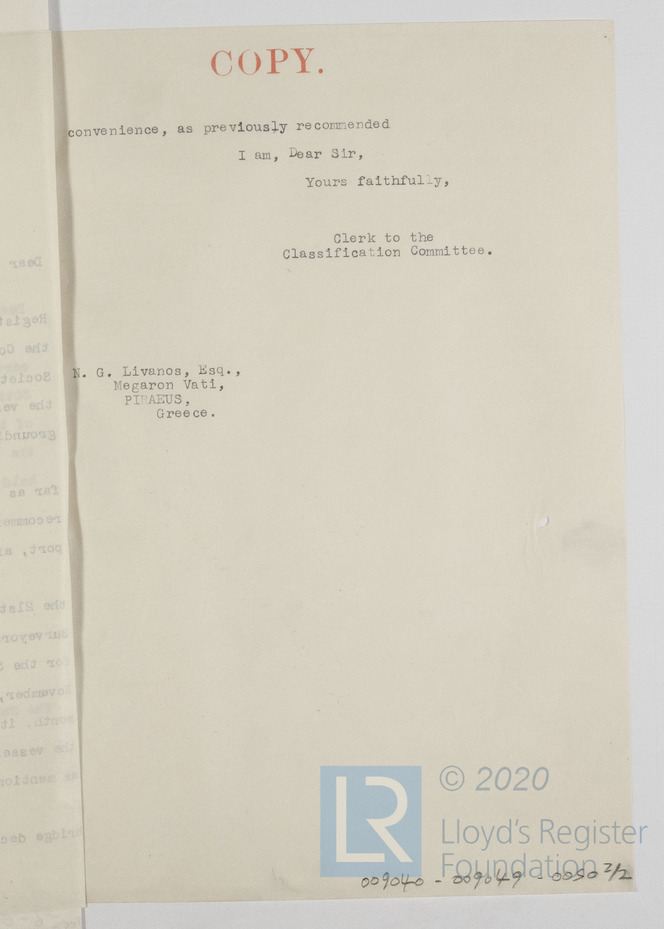 COPY.
convenience, as previously recommended
I am, Dear Sir,
Yours faithfully,
Clerk to the
Classification Committee.
N. G. Livanos, Esq.,
Megaron Vati,
PIRAEUS,
Greece.
LR
© 2020
Lloyd's Register
Foundation
009040 - 009049 - 0050 2/2